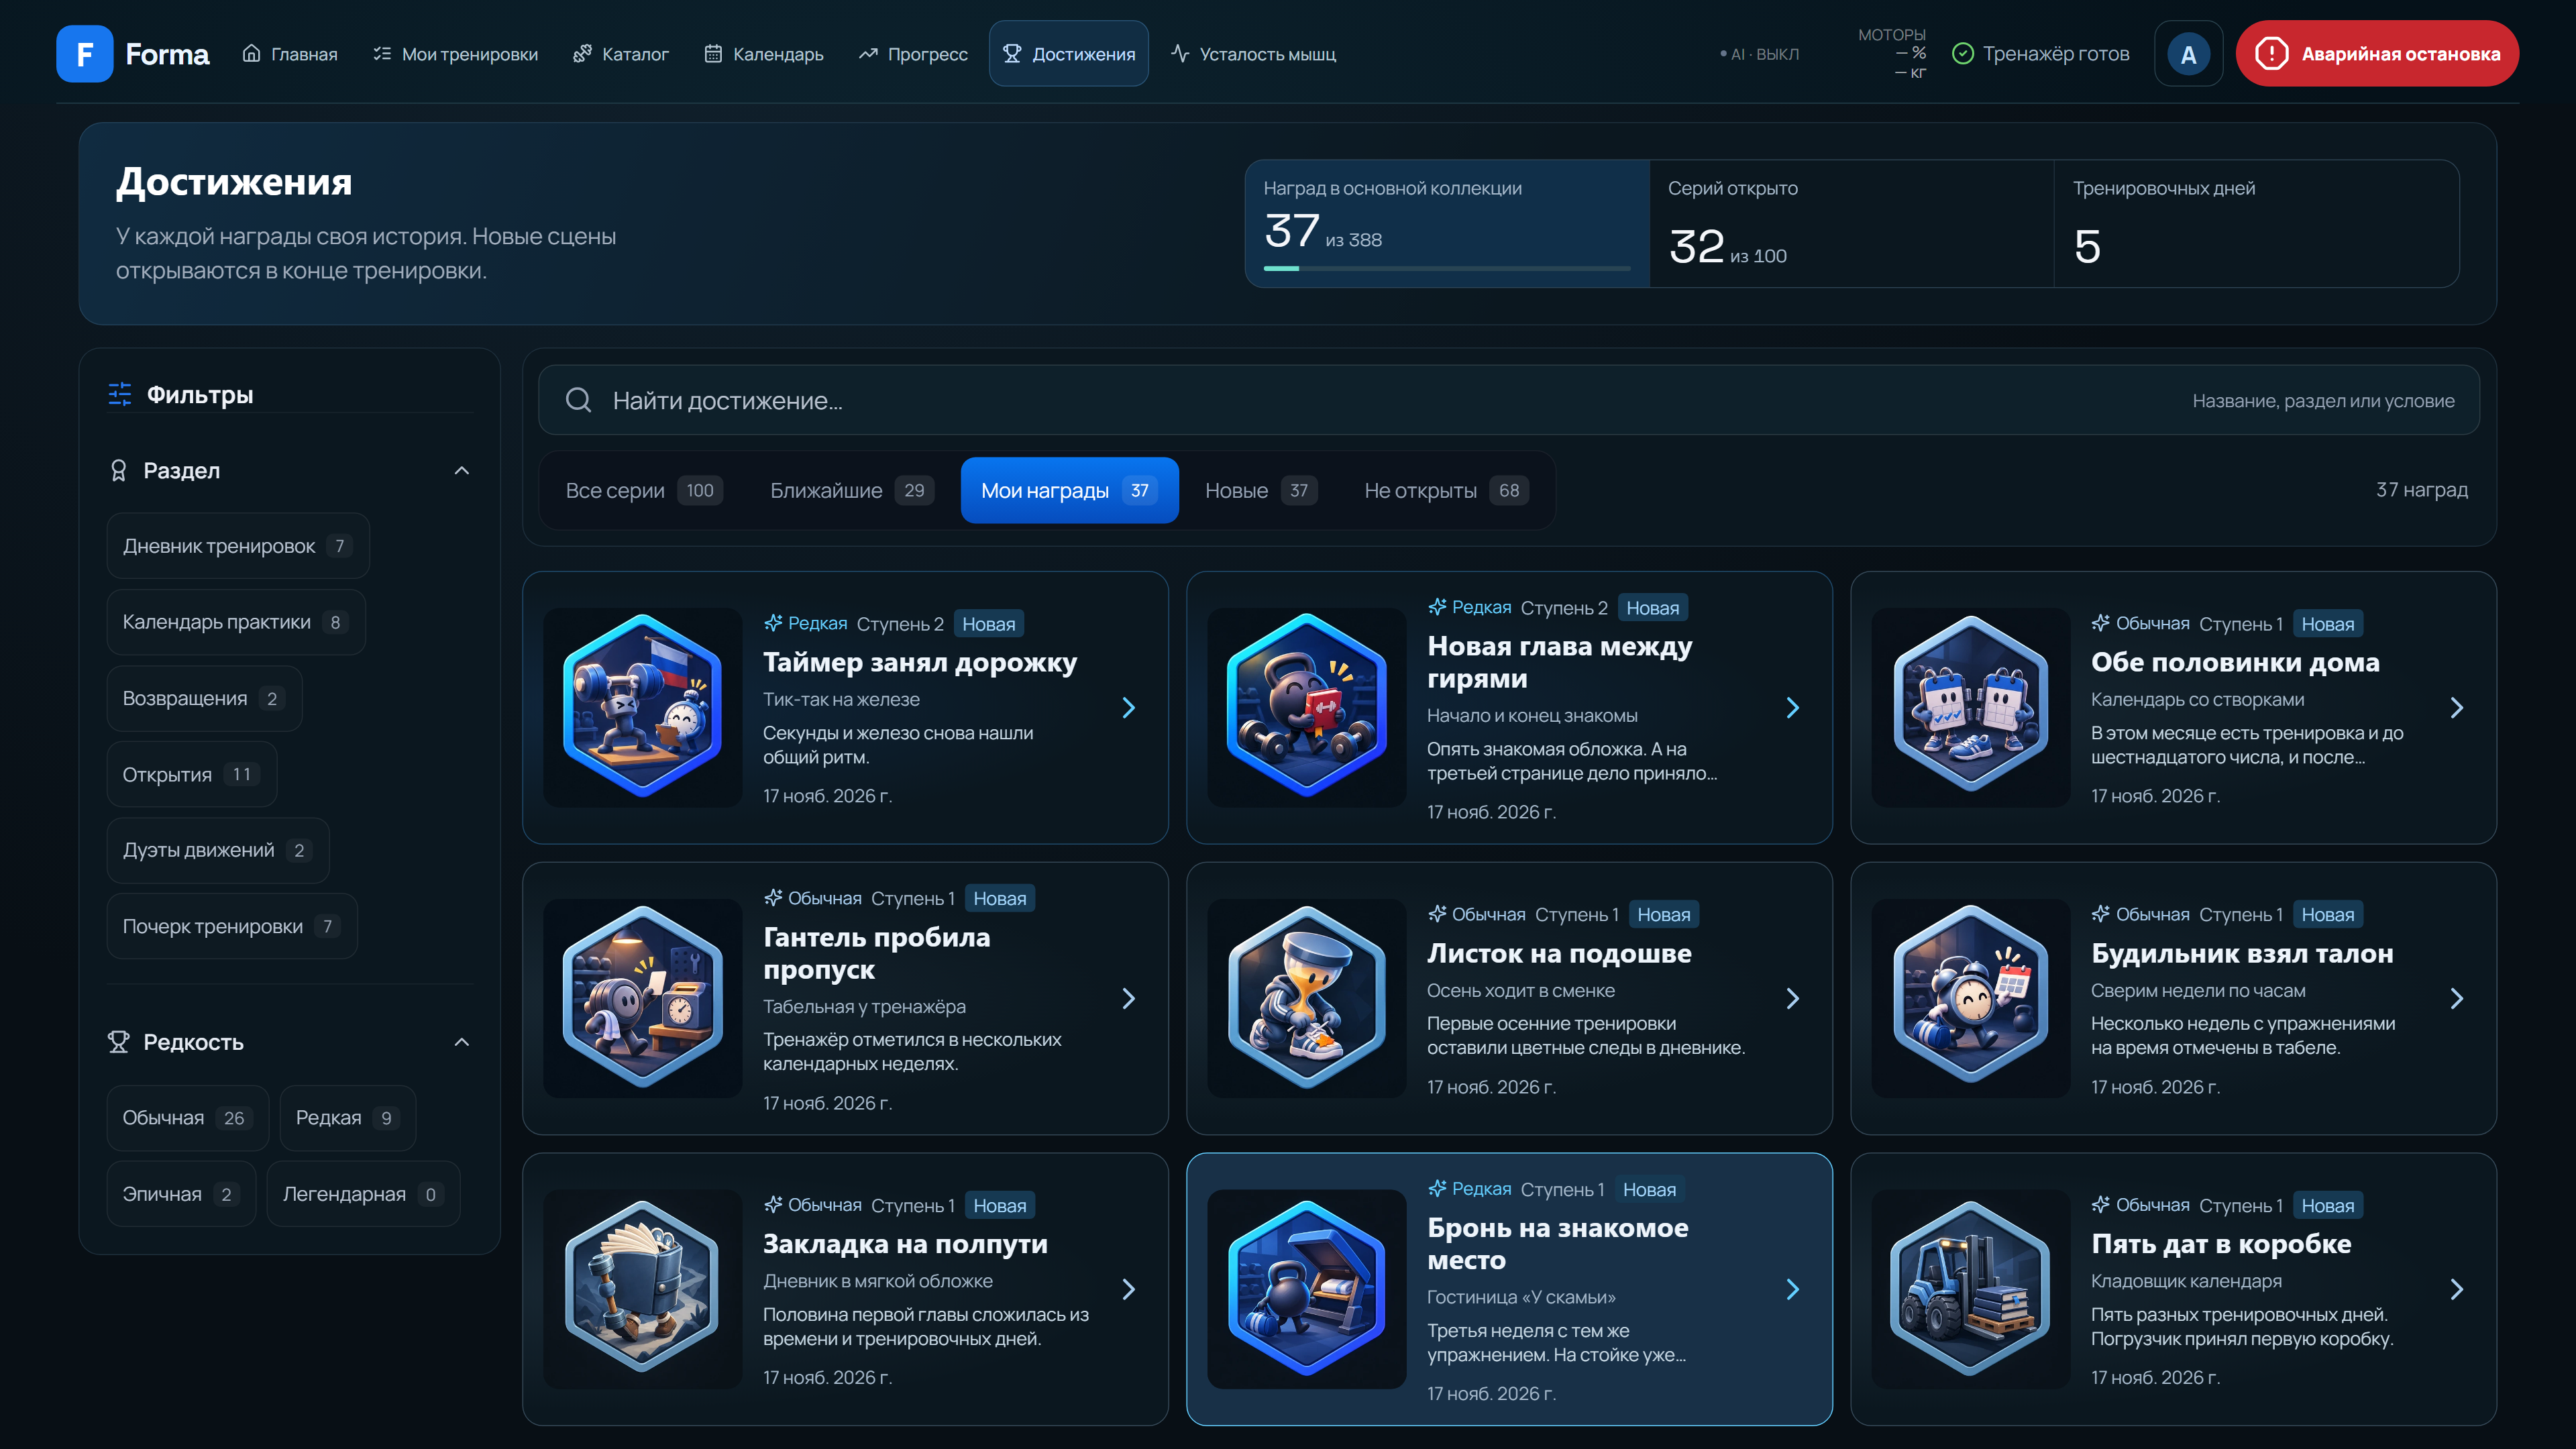 F Forma
Главная
Мои тренировки
Каталог
Календарь
Прогресс
Достижения
Усталость мышц
AI · ВЫКЛ
МОТОРЫ
— %
— кг
Тренажёр готов
A
Аварийная остановка
Достижения
У каждой награды своя история. Новые сцены
открываются в конце тренировки.
Наград в основной коллекции
37 из 388
Серий открыто
32 из 100
Тренировочных дней
5
Фильтры
Раздел
Дневник тренировок 7
Календарь практики 8
Возвращения 2
Открытия 11
Дуэты движений 2
Почерк тренировки 7
Редкость
Обычная 26
Редкая 9
Эпичная 2
Легендарная 0
Найти достижение...
Название, раздел или условие
Все серии 100
Ближайшие 29
Мои награды 37
Новые 37
Не открыты 68
37 наград
Редкая Ступень 2 Новая
Таймер занял дорожку
Тик-так на железе
Секунды и железо снова нашли
общий ритм.
17 нояб. 2026 г.
Редкая Ступень 2 Новая
Новая глава между
гирями
Начало и конец знакомы
Опять знакомая обложка. А на
третьей странице дело приняло...
17 нояб. 2026 г.
Обычная Ступень 1 Новая
Обе половинки дома
Календарь со створками
В этом месяце есть тренировка и до
шестнадцатого числа, и после...
17 нояб. 2026 г.
Обычная Ступень 1 Новая
Гантель пробила
пропуск
Табельная у тренажёра
Тренажёр отметился в нескольких
календарных неделях.
17 нояб. 2026 г.
Обычная Ступень 1 Новая
Листок на подошве
Осень ходит в сменке
Первые осенние тренировки
оставили цветные следы в дневнике.
17 нояб. 2026 г.
Обычная Ступень 1 Новая
Будильник взял талон
Сверим недели по часам
Несколько недель с упражнениями
на время отмечены в табеле.
17 нояб. 2026 г.
Обычная Ступень 1 Новая
Закладка на полпути
Дневник в мягкой обложке
Половина первой главы сложилась из
времени и тренировочных дней.
17 нояб. 2026 г.
Редкая Ступень 1 Новая
Бронь на знакомое
место
Гостиница «У скамьи»
Третья неделя с тем же
упражнением. На стойке уже...
17 нояб. 2026 г.
Обычная Ступень 1 Новая
Пять дат в коробке
Кладовщик календаря
Пять разных тренировочных дней.
Погрузчик принял первую коробку.
17 нояб. 2026 г.